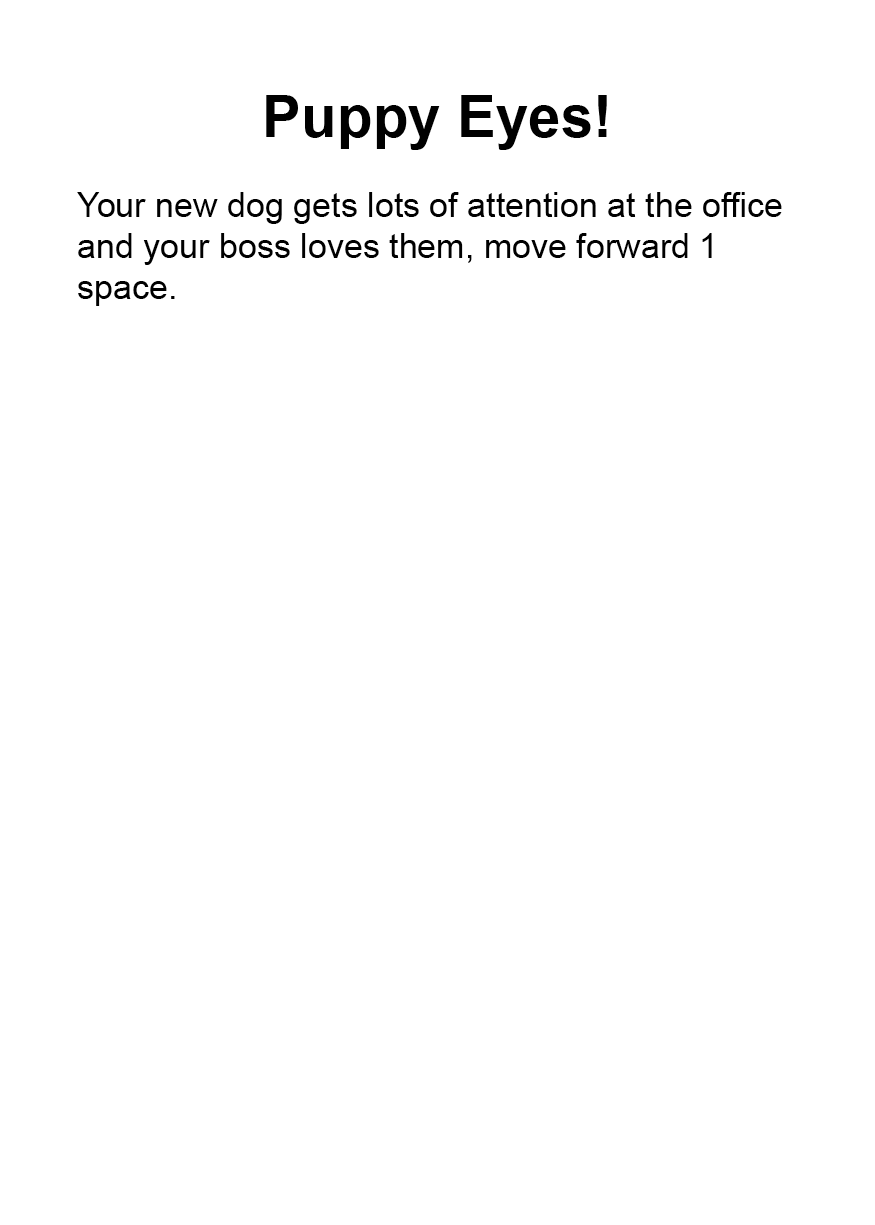 Puppy Eyes!
Your new dog gets lots of attention at the office
and your boss loves them, move forward 1
space.